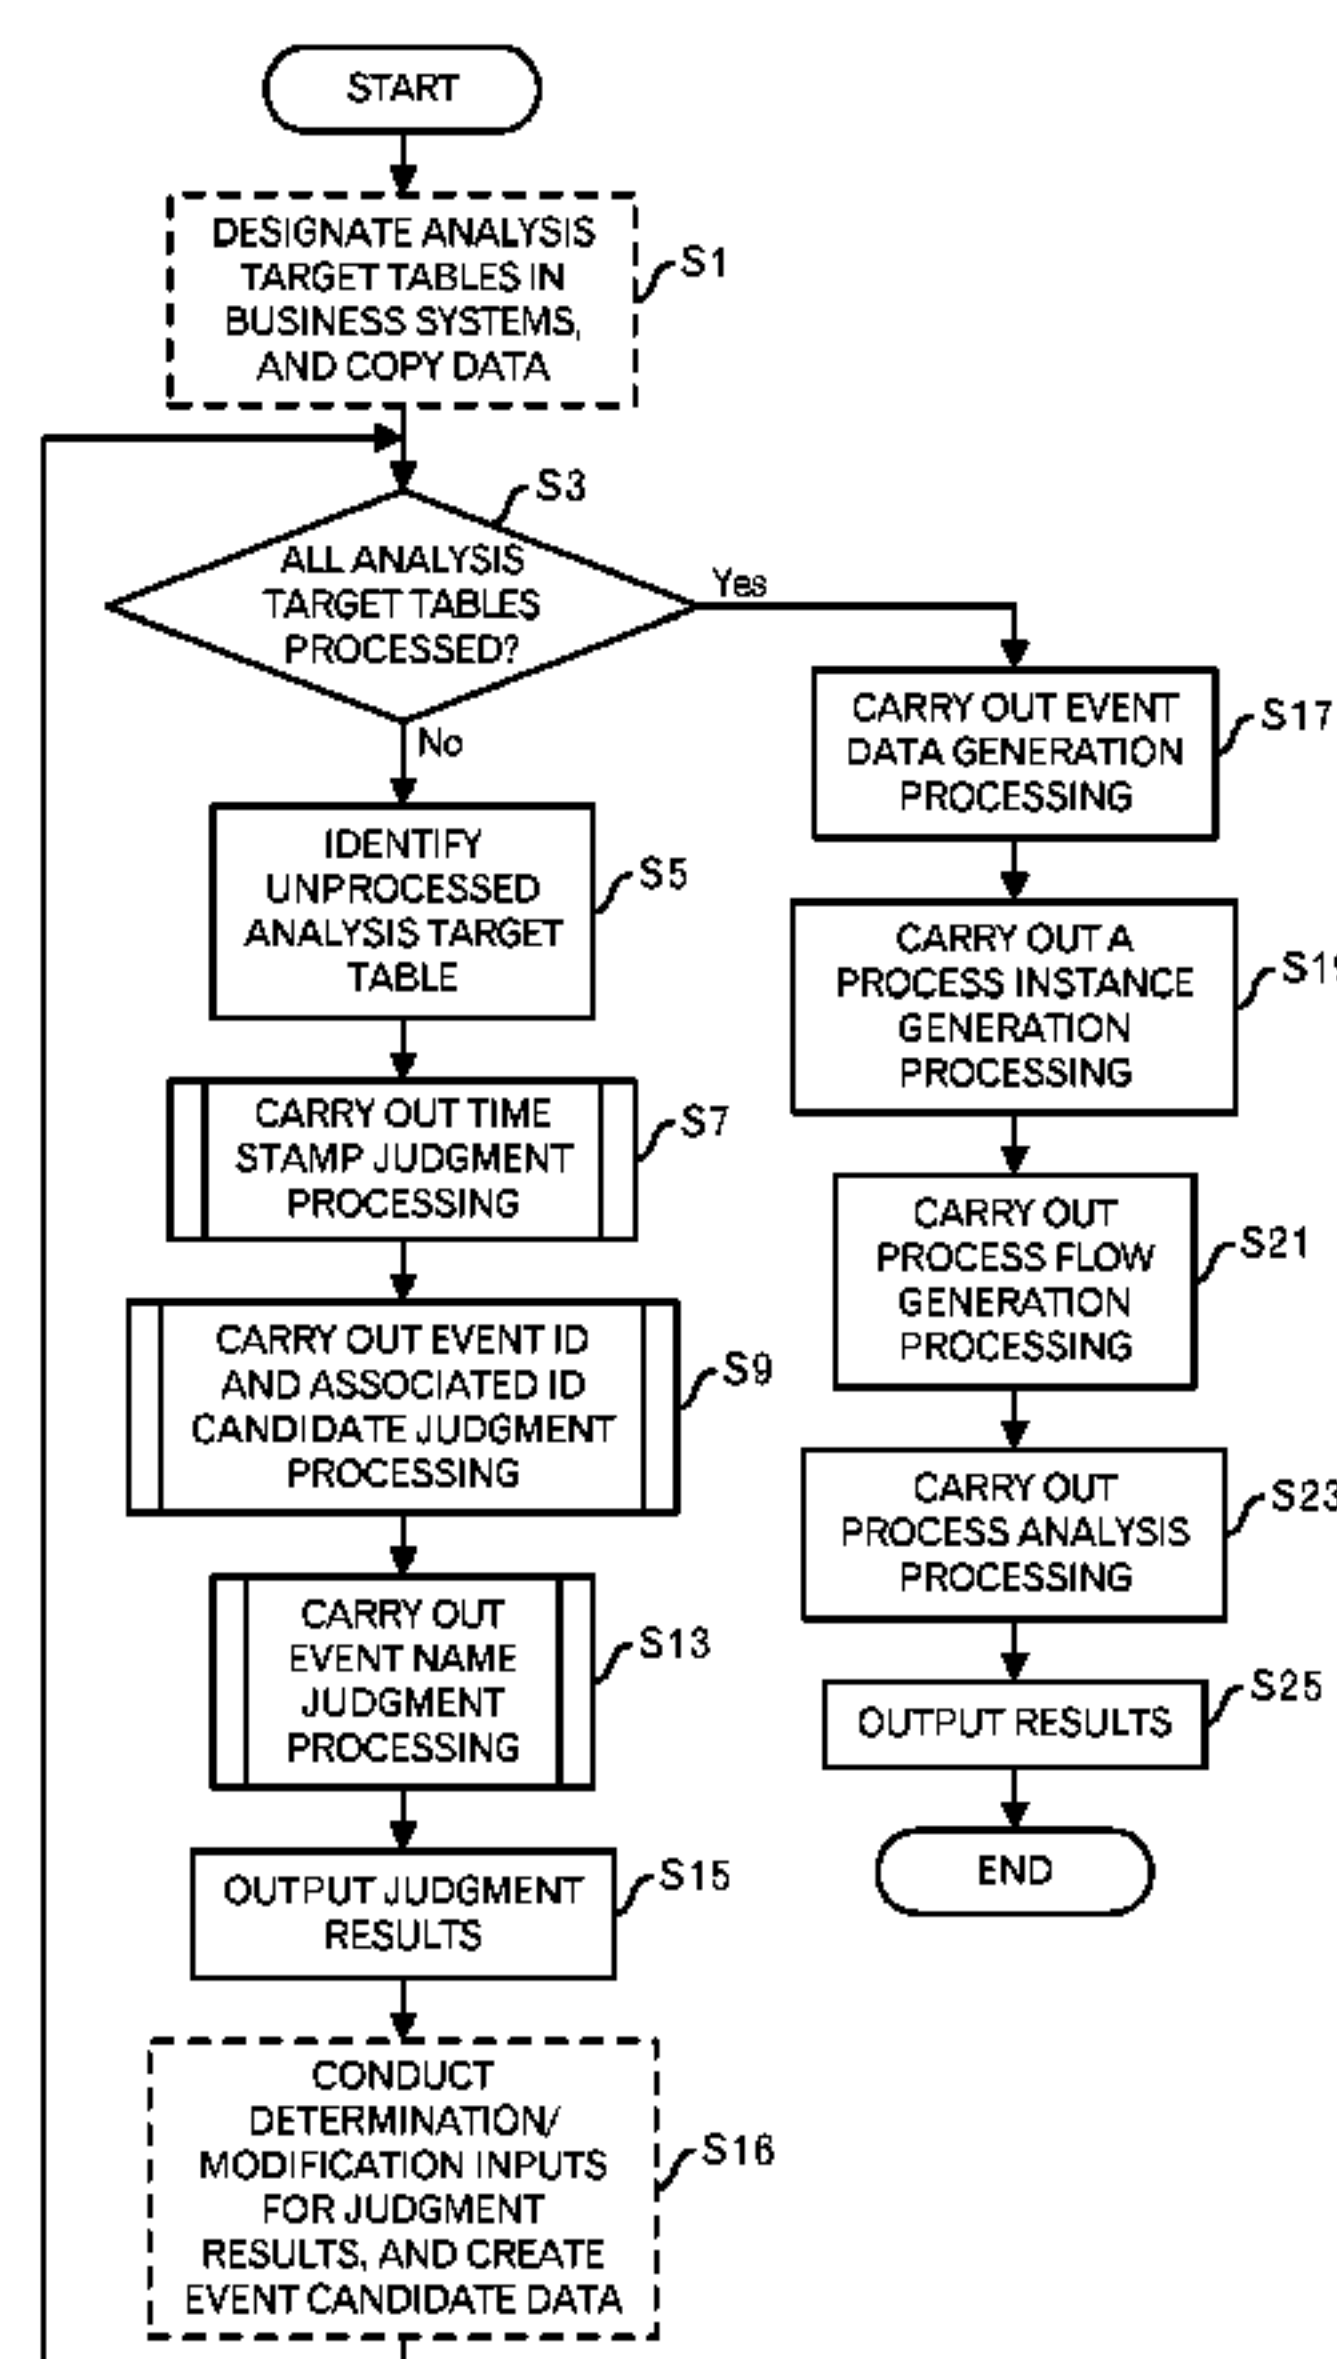 START
DESIGNATE ANALYSIS
TARGET TABLES IN
BUSINESS SYSTEMS,
AND COPY DATA
S1
S3
ALL ANALYSIS
TARGET TABLES
PROCESSED?
Yes
No
IDENTIFY
UNPROCESSED
ANALYSIS TARGET
TABLE
S5
CARRY OUT TIME
STAMP JUDGMENT
PROCESSING
S7
CARRY OUT EVENT ID
AND ASSOCIATED ID
CANDIDATE JUDGMENT
PROCESSING
S9
CARRY OUT
EVENT NAME
JUDGMENT
PROCESSING
S13
OUTPUT JUDGMENT
RESULTS
S15
CONDUCT
DETERMINATION/
MODIFICATION INPUTS
FOR JUDGMENT
RESULTS, AND CREATE
EVENT CANDIDATE DATA
S16
CARRY OUT EVENT
DATA GENERATION
PROCESSING
S17
CARRY OUT A
PROCESS INSTANCE
GENERATION
PROCESSING
S19
CARRY OUT
PROCESS FLOW
GENERATION
PROCESSING
S21
CARRY OUT
PROCESS ANALYSIS
PROCESSING
S23
OUTPUT RESULTS
S25
END